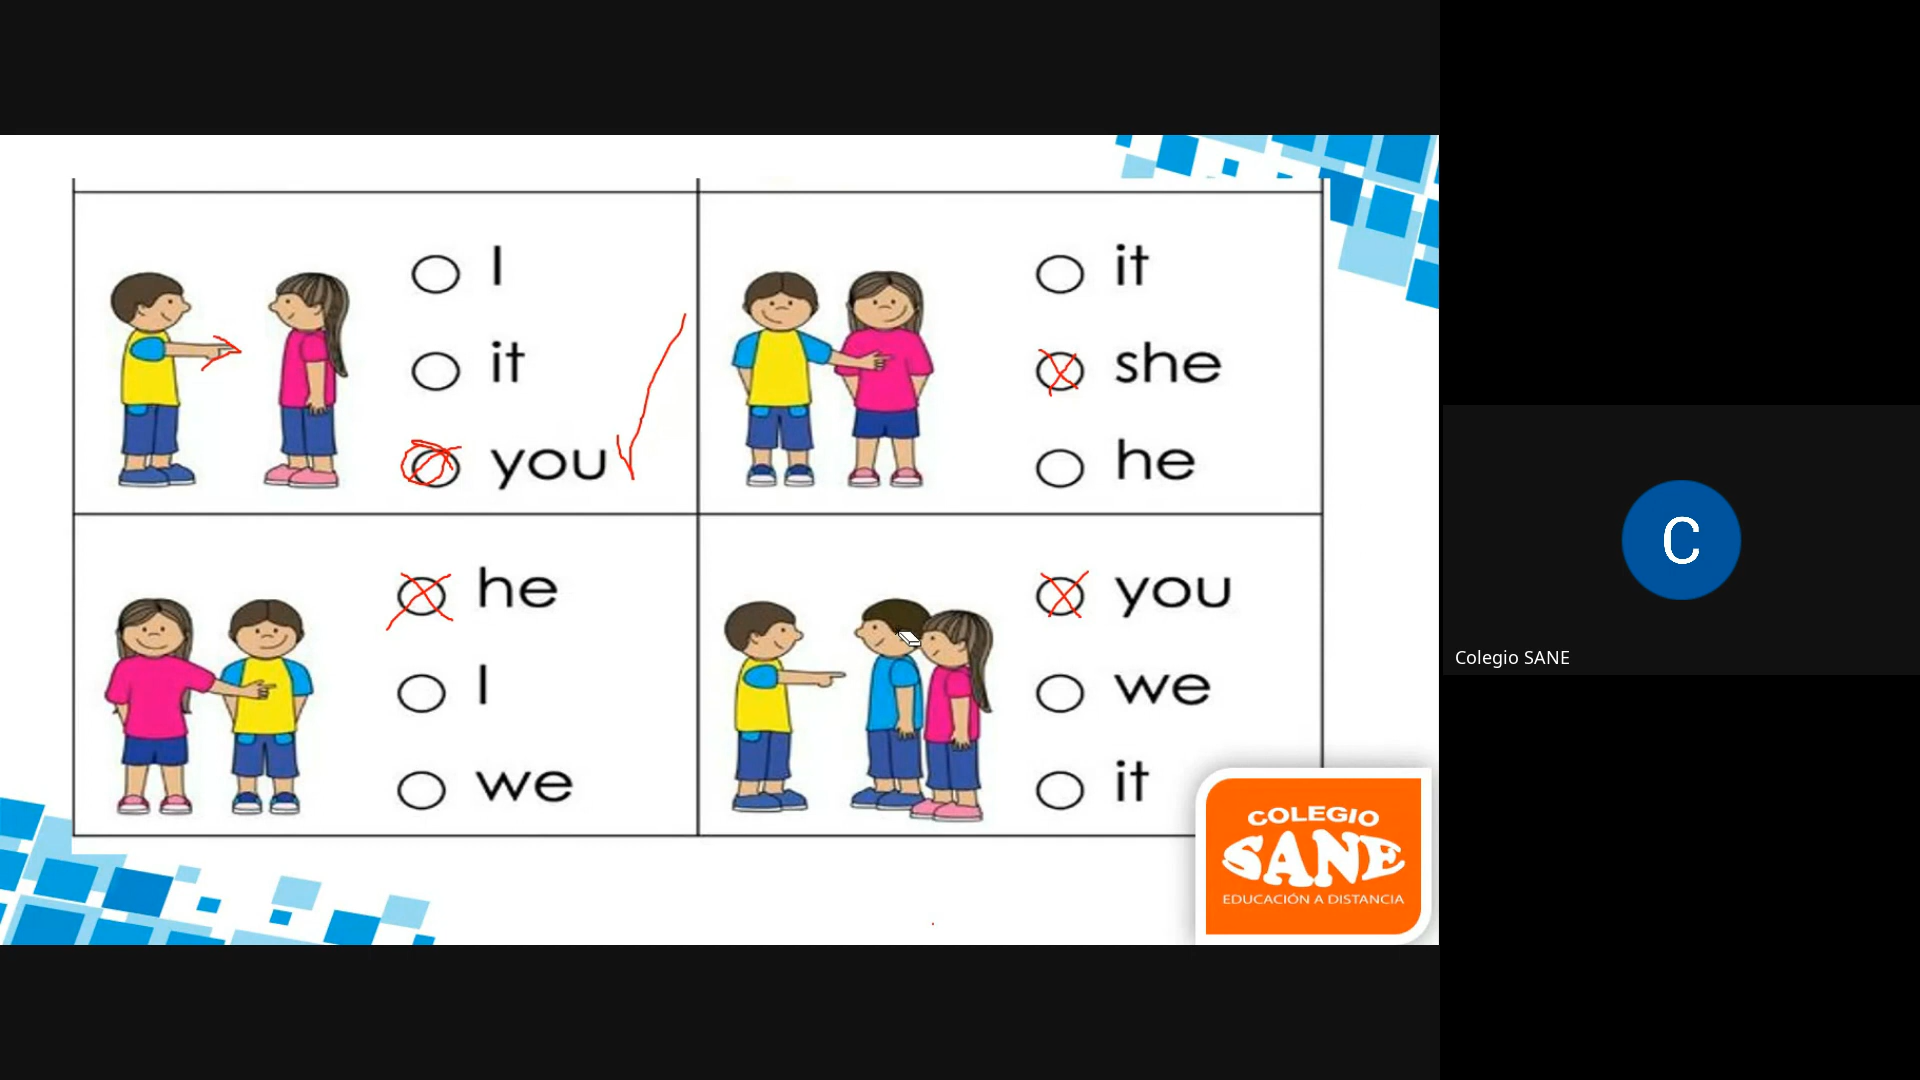 I
it
you
it
she
he
he
I
we
you
we
it
COLEGIO
SANE
EDUCACIÓN A DISTANCIA
C
Colegio SANE